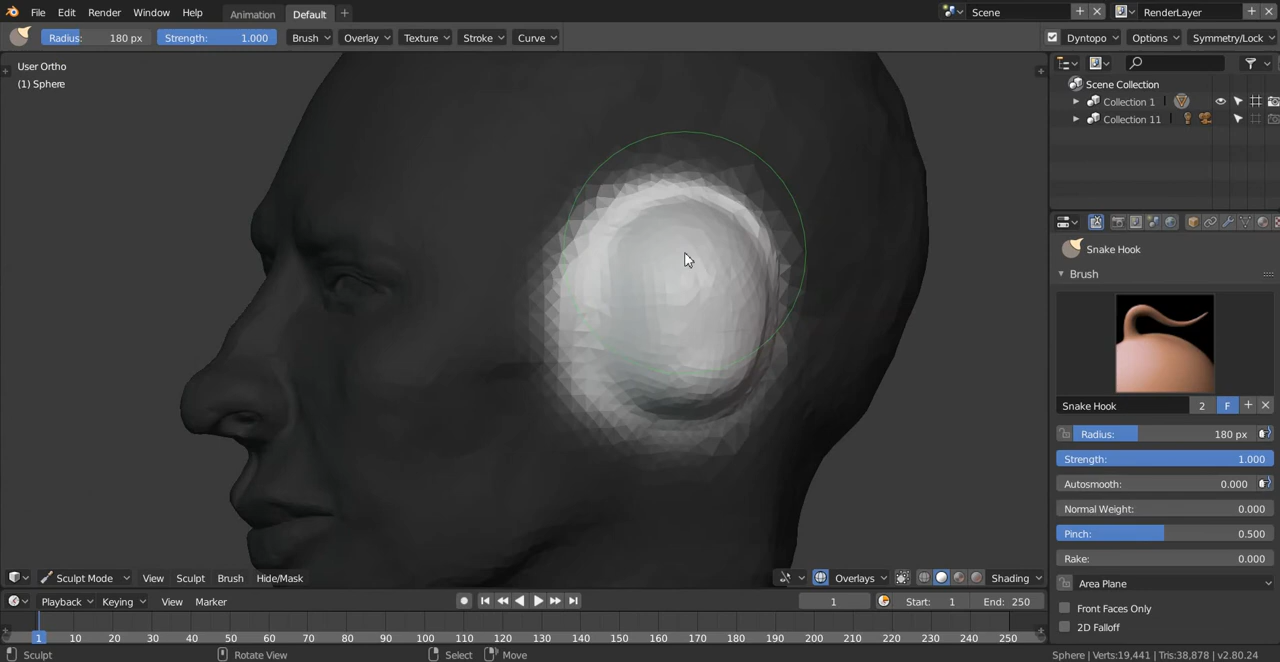 File Edit Render Window Help Animation Default + Scene RenderLayer
Radius: 180 px Strength: 1.000 Brush Overlay Texture Stroke Curve Dyntopo Options Symmetry/Lock
User Ortho
(1) Sphere
Scene Collection
Collection 1
Collection 11
Snake Hook
Brush
Snake Hook 2 F
Radius: 180 px
Strength: 1.000
Autosmooth: 0.000
Normal Weight: 0.000
Pinch: 0.500
Rake: 0.000
Area Plane
Front Faces Only
2D Falloff
Sculpt Mode View Sculpt Brush Hide/Mask Overlays Shading
Playback Keying View Marker 1 Start: 1 End: 250
1 10 20 30 40 50 60 70 80 90 100 110 120 130 140 150 160 170 180 190 200 210 220 230 240 250
Sculpt Rotate View Select Move Sphere | Verts:19,441 | Tris:38,878 | v2.80.24